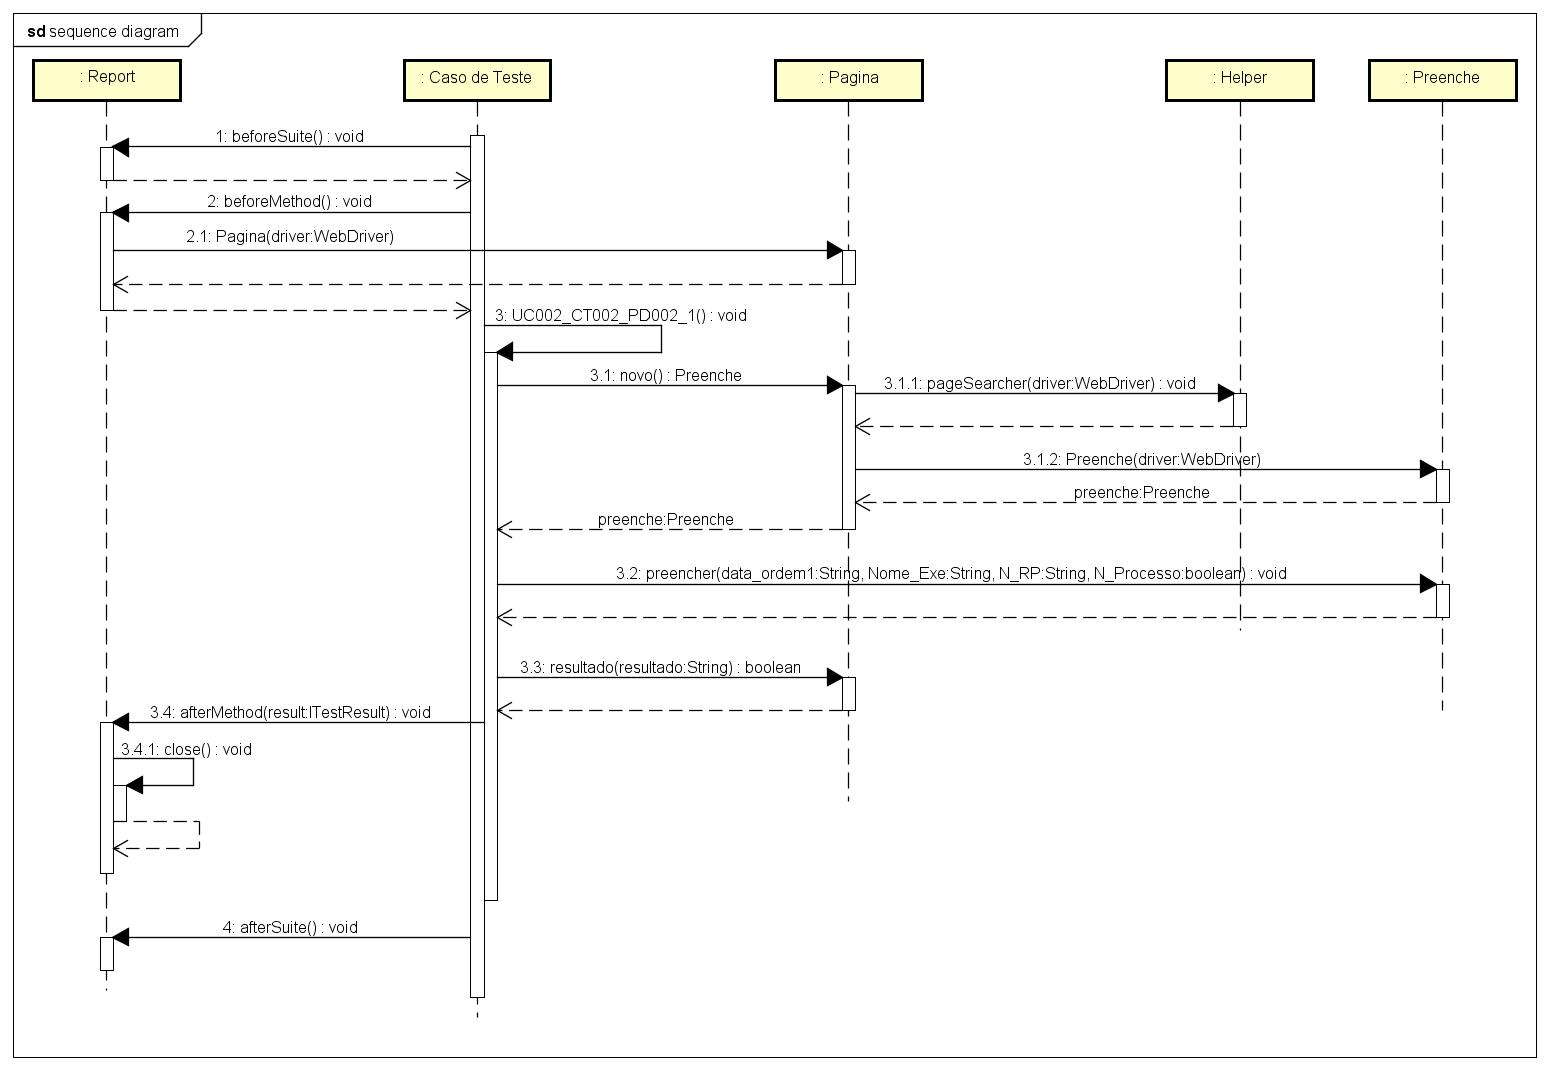 sd sequence diagram
: Report
: Caso de Teste
: Pagina
: Helper
: Preenche
1: beforeSuite() : void
2: beforeMethod() : void
2.1: Pagina(driver:WebDriver)
3: UC002_CT002_PD002_1() : void
3.1: novo() : Preenche
3.1.1: pageSearcher(driver:WebDriver) : void
3.1.2: Preenche(driver:WebDriver)
preenche:Preenche
preenche:Preenche
3.2: preencher(data_ordem1:String, Nome_Exe:String, N_RP:String, N_Processo:boolean) : void
3.3: resultado(resultado:String) : boolean
3.4: afterMethod(result:ITestResult) : void
3.4.1: close() : void
4: afterSuite() : void